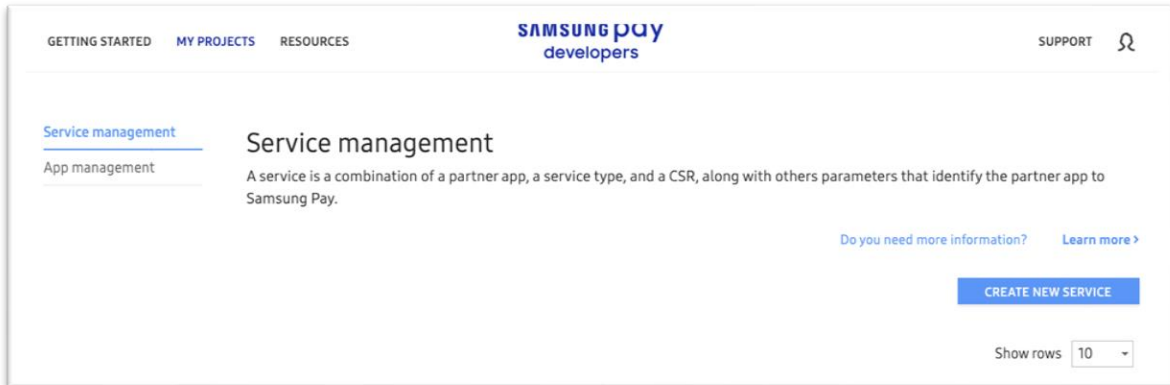 GETTING STARTED MY PROJECTS RESOURCES
SAMSUNG pay
developers
SUPPORT
Service management
App management
Service management
A service is a combination of a partner app, a service type, and a CSR, along with others parameters that identify the partner app to
Samsung Pay.
Do you need more information? Learn more >
CREATE NEW SERVICE
Show rows 10